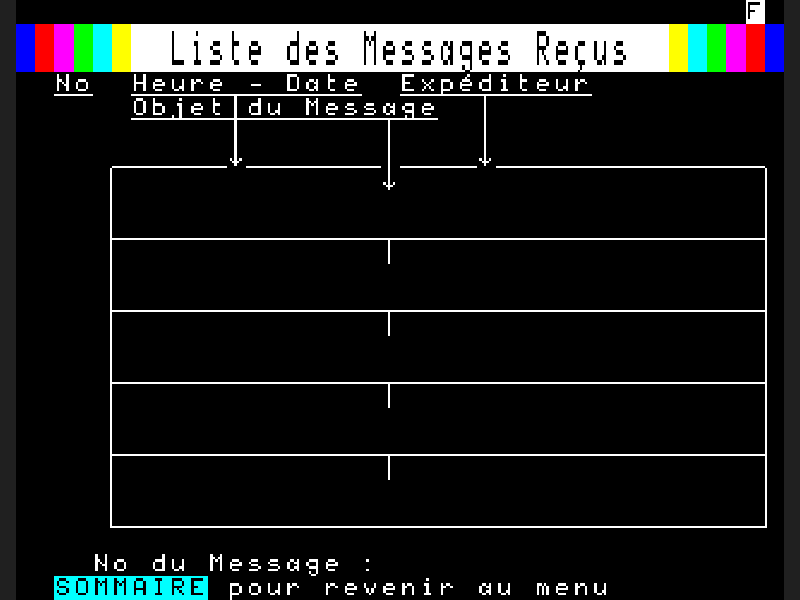 F
Liste des Messages Reçus
No Heure - Date Expéditeur
Objet du Message
No du Message :
SOMMAIRE pour revenir au menu